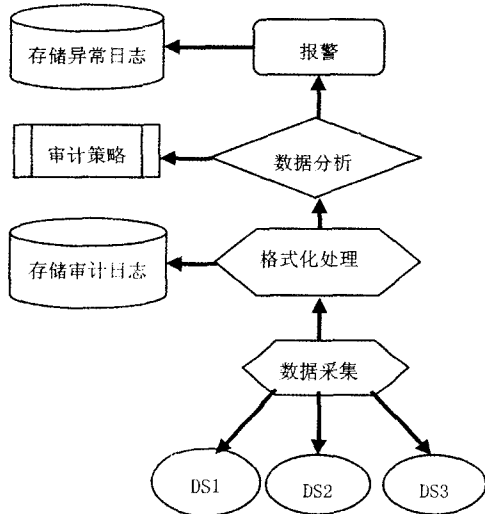 存储异常日志
报警
审计策略
数据分析
存储审计日志
格式化处理
数据采集
DS1
DS2
DS3